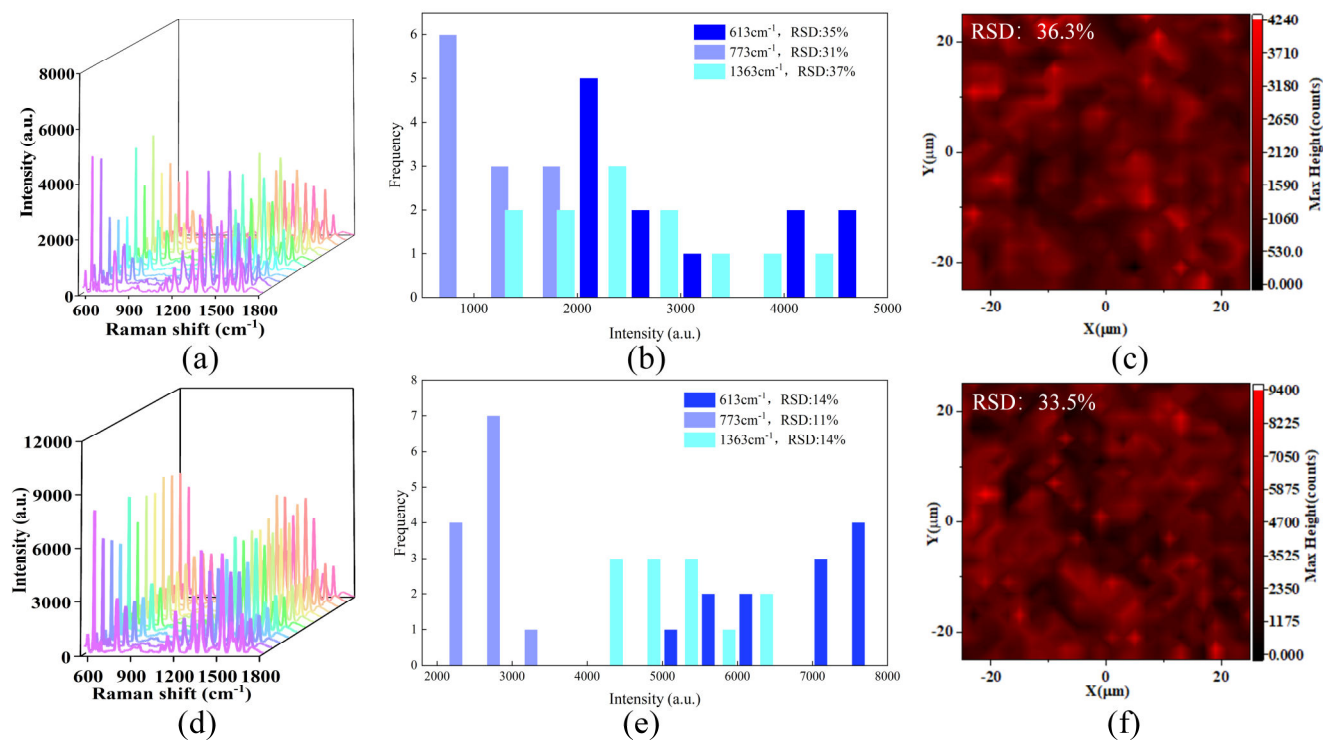 8000
6000
4000
2000
0
Intensity (a.u.)
600 900 1200 1500 1800
Raman shift (cm⁻¹)
(a)
613cm⁻¹, RSD:35%
773cm⁻¹, RSD:31%
1363cm⁻¹, RSD:37%
6
5
4
3
2
1
0
Frequency
1000 2000 3000 4000 5000
Intensity (a.u.)
(b)
RSD: 36.3%
20
0
-20
Y(μm)
-20 0 20
X(μm)
4240
3710
3180
2650
2120
1590
1060
530.0
0.000
Max Height(counts)
(c)
12000
9000
6000
3000
0
Intensity (a.u.)
600 900 1200 1500 1800
Raman shift (cm⁻¹)
(d)
613cm⁻¹, RSD:14%
773cm⁻¹, RSD:11%
1363cm⁻¹, RSD:14%
8
7
6
5
4
3
2
1
0
Frequency
2000 3000 4000 5000 6000 7000 8000
Intensity (a.u.)
(e)
RSD: 33.5%
20
0
-20
Y(μm)
-20 0 20
X(μm)
9400
8225
7050
5875
4700
3525
2350
1175
0.000
Max Height(counts)
(f)